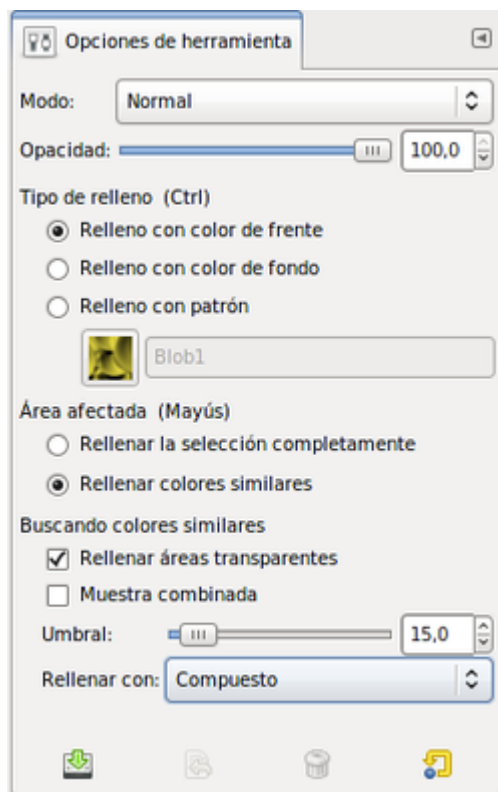 Opciones de herramienta
Modo: Normal
Opacidad: 100,0
Tipo de relleno (Ctrl)
Relleno con color de frente
Relleno con color de fondo
Relleno con patrón
Blob1
Área afectada (Mayús)
Rellenar la selección completamente
Rellenar colores similares
Buscando colores similares
Rellenar áreas transparentes
Muestra combinada
Umbral: 15,0
Rellenar con: Compuesto